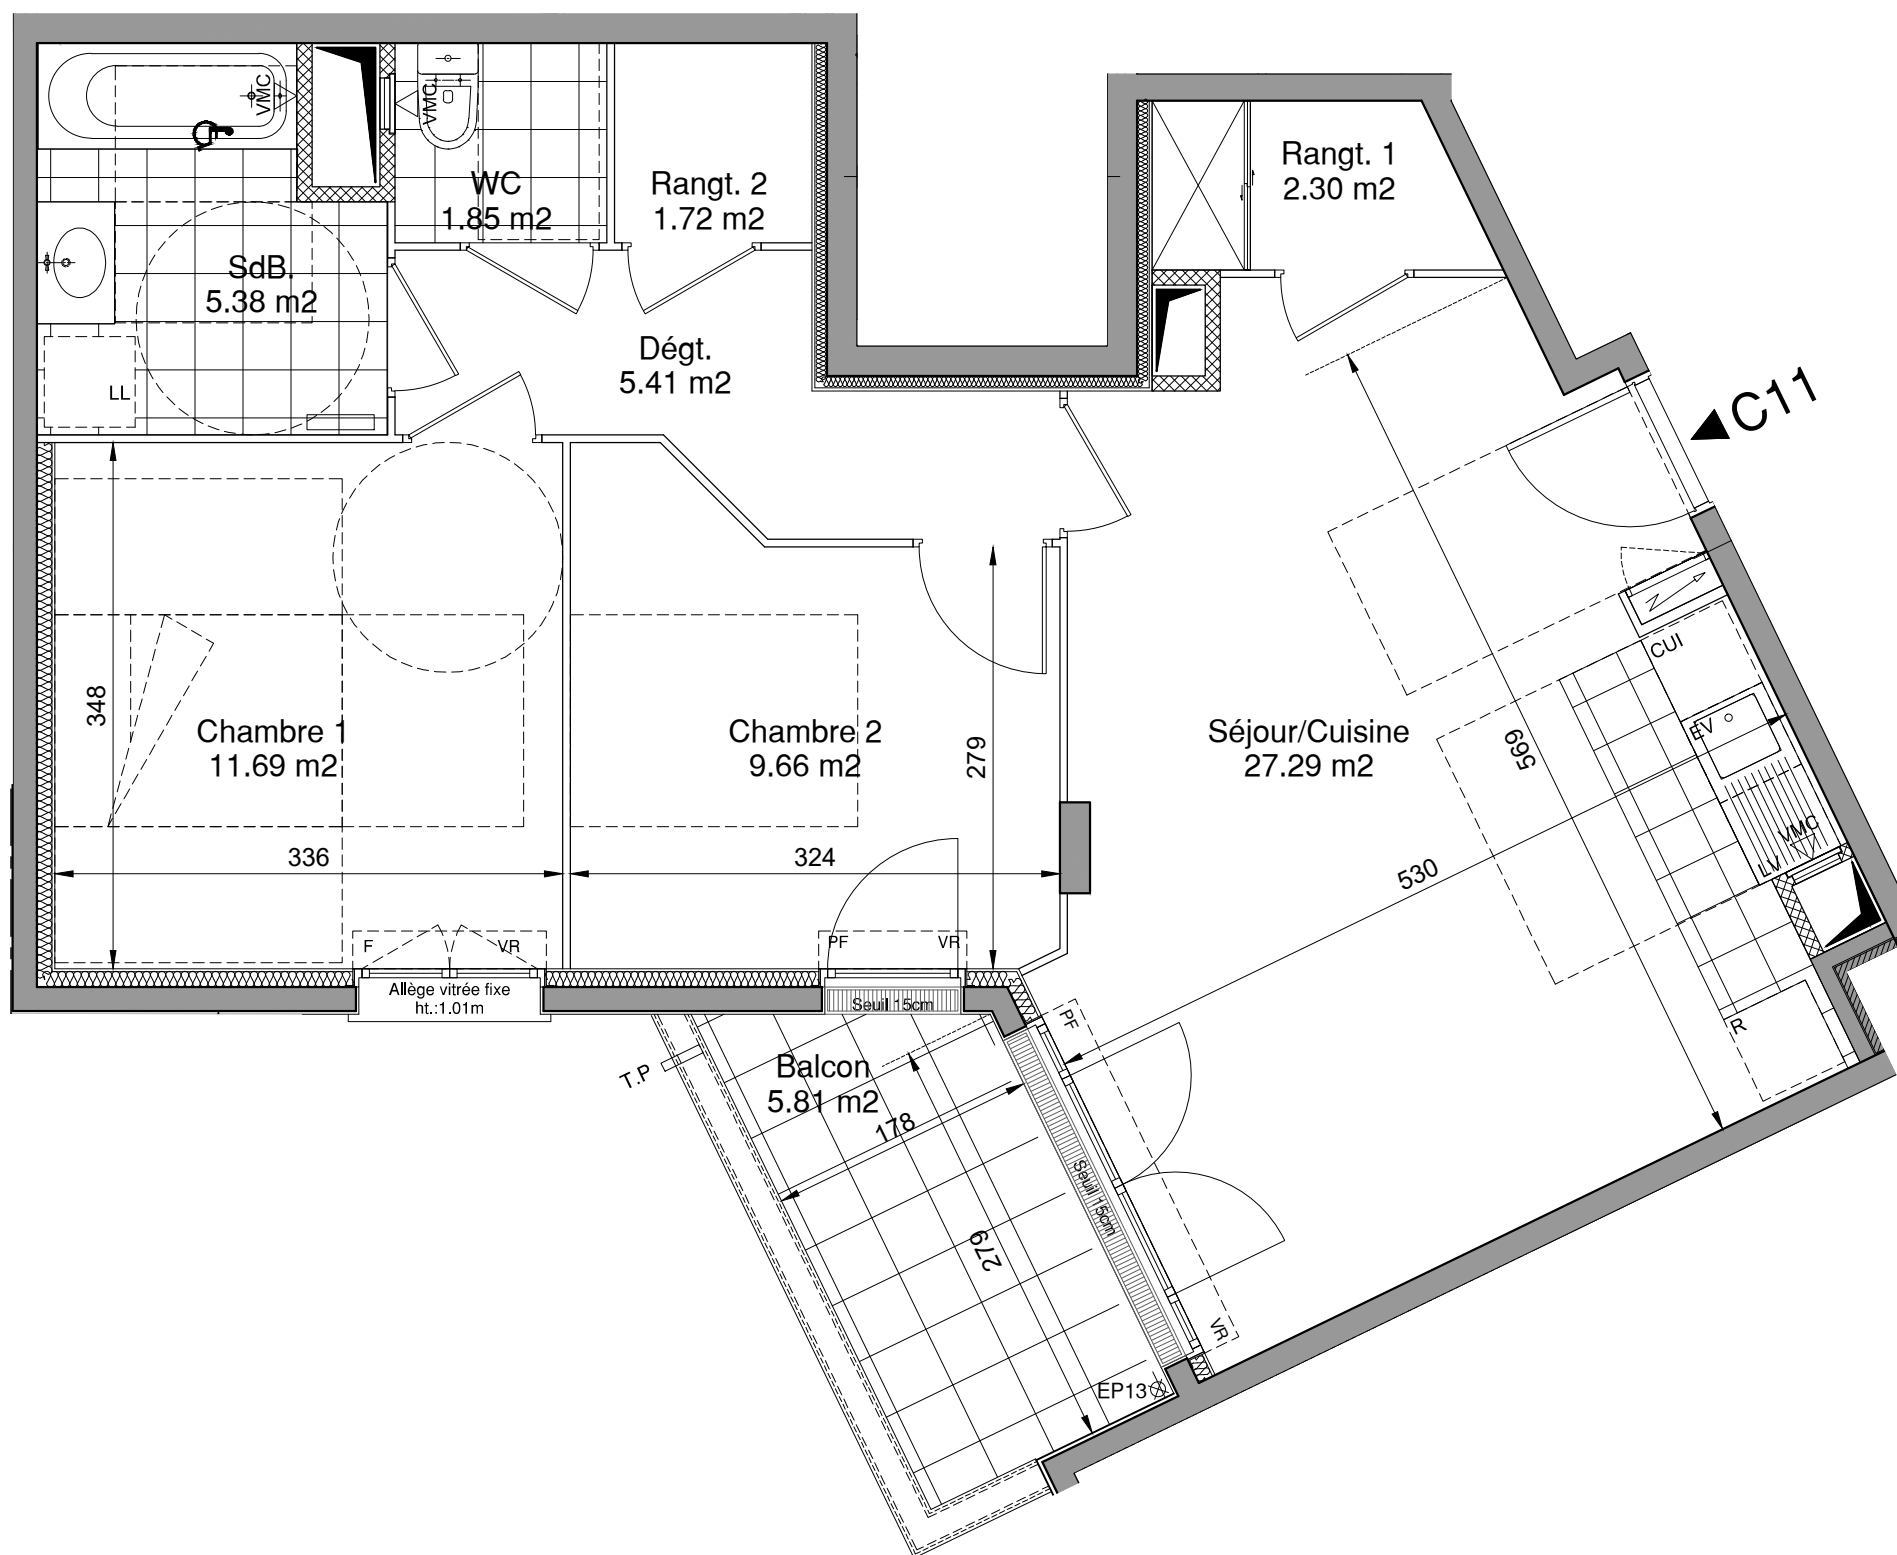 VMC
VMC
WC
1.85 m2
Rangt. 2
1.72 m2
Rangt. 1
2.30 m2
SdB.
5.38 m2
LL
Dégt.
5.41 m2
C11
CUI
EV
VMC
LV
R
348
Chambre 1
11.69 m2
336
Chambre 2
9.66 m2
324
279
Séjour/Cuisine
27.29 m2
569
530
F
VR
PF
VR
Allège vitrée fixe
ht.:1.01m
Seuil 15cm
T.P
Balcon
5.81 m2
178
279
PF
Seuil 15cm
VR
EP13